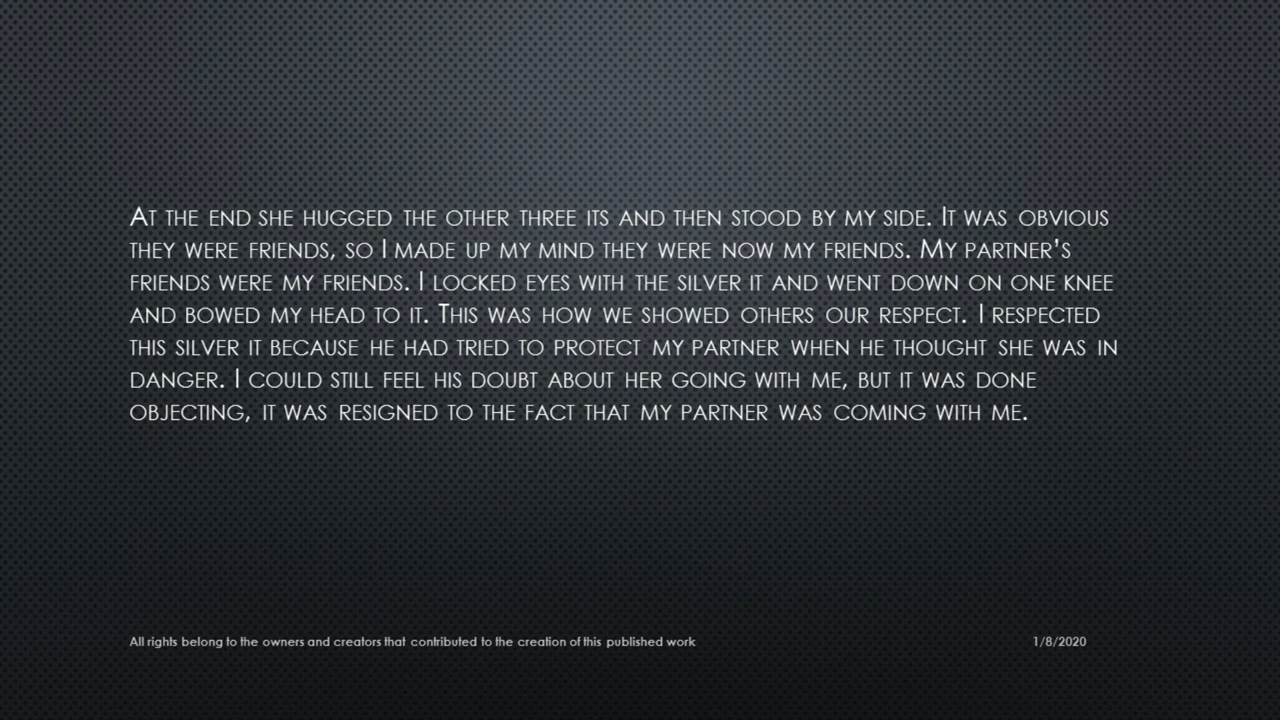 At the end she hugged the other three its and then stood by my side. It was obvious
they were friends, so I made up my mind they were now my friends. My partner's
friends were my friends. I locked eyes with the silver it and went down on one knee
and bowed my head to it. This was how we showed others our respect. I respected
this silver it because he had tried to protect my partner when he thought she was in
danger. I could still feel his doubt about her going with me, but it was done
objecting, it was resigned to the fact that my partner was coming with me.
All rights belong to the owners and creators that contributed to the creation of this published work
1/8/2020